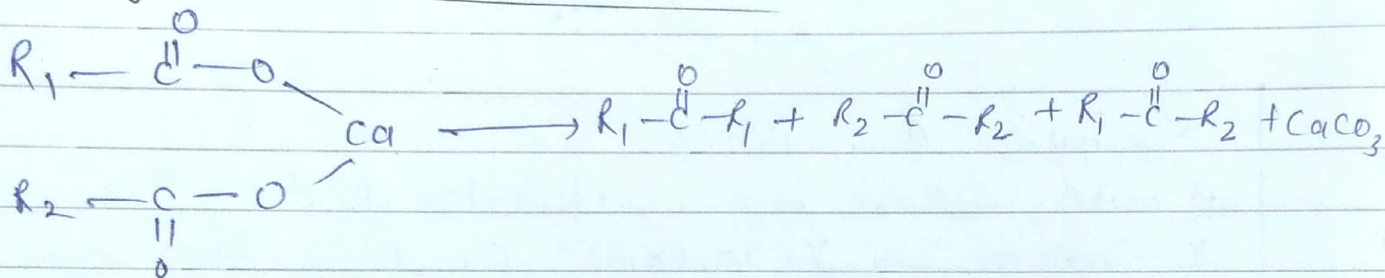 O
R₁ — C — O
O O O
Ca → R₁ – C – R₁ + R₂ – C – R₂ + R₁ – C – R₂ + CaCO₃
R₂ — C — O
O